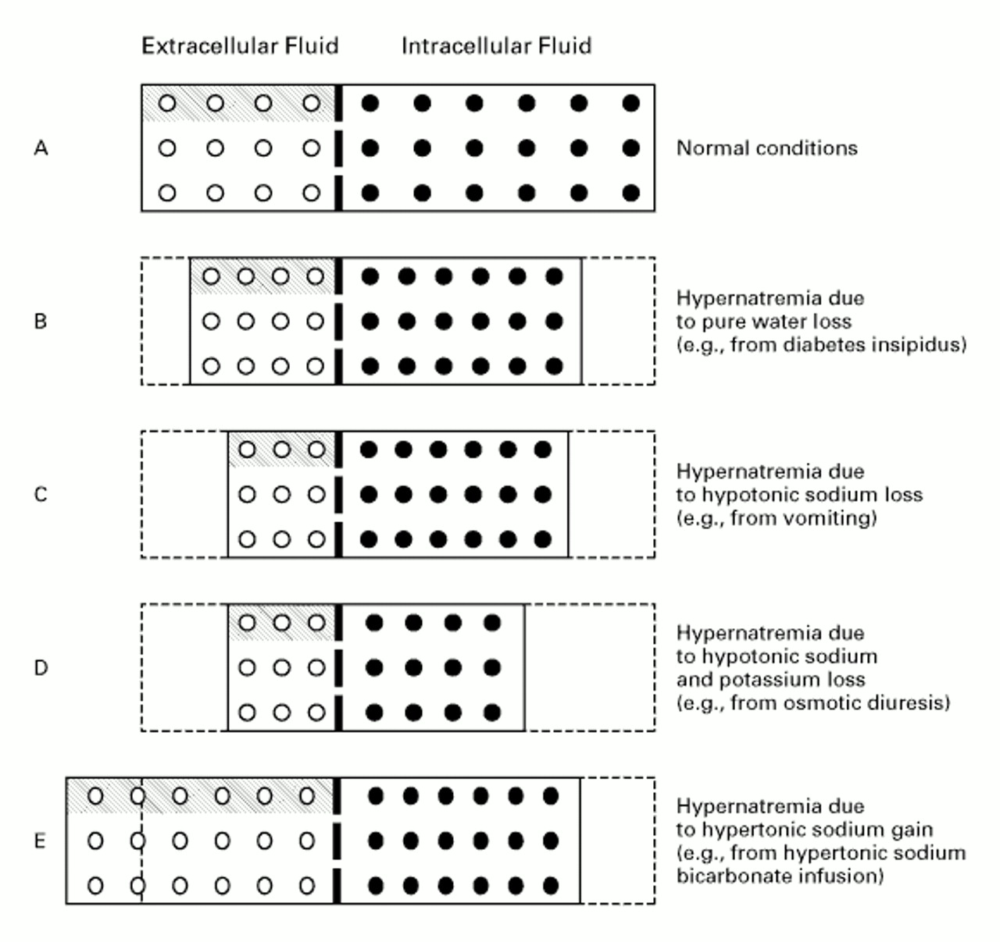 Extracellular Fluid
Intracellular Fluid
A
Normal conditions
B
Hypernatremia due
to pure water loss
(e.g., from diabetes insipidus)
C
Hypernatremia due
to hypotonic sodium loss
(e.g., from vomiting)
D
Hypernatremia due
to hypotonic sodium
and potassium loss
(e.g., from osmotic diuresis)
E
Hypernatremia due
to hypertonic sodium gain
(e.g., from hypertonic sodium
bicarbonate infusion)